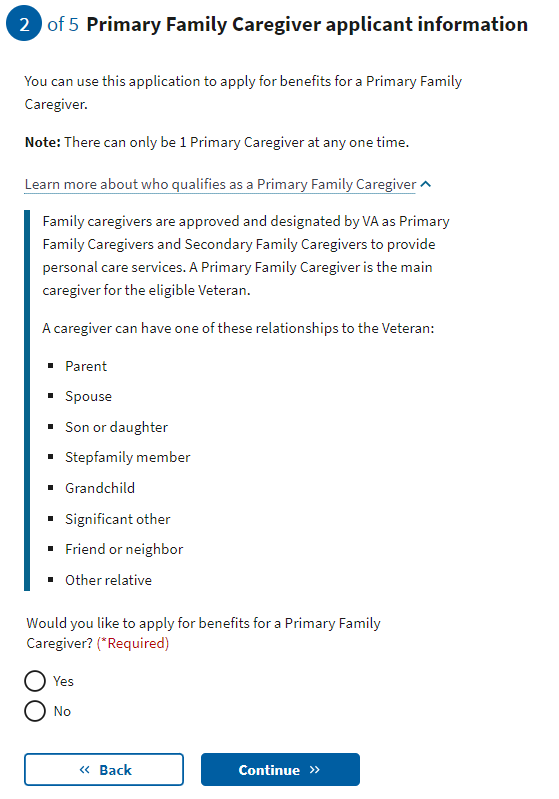 2 of 5 Primary Family Caregiver applicant information
You can use this application to apply for benefits for a Primary Family
Caregiver.
Note: There can only be 1 Primary Caregiver at any one time.
Learn more about who qualifies as a Primary Family Caregiver
Family caregivers are approved and designated by VA as Primary
Family Caregivers and Secondary Family Caregivers to provide
personal care services. A Primary Family Caregiver is the main
caregiver for the eligible Veteran.
A caregiver can have one of these relationships to the Veteran:
▪ Parent
▪ Spouse
▪ Son or daughter
▪ Stepfamily member
▪ Grandchild
▪ Significant other
▪ Friend or neighbor
▪ Other relative
Would you like to apply for benefits for a Primary Family
Caregiver? (*Required)
Yes
No
« Back
Continue »